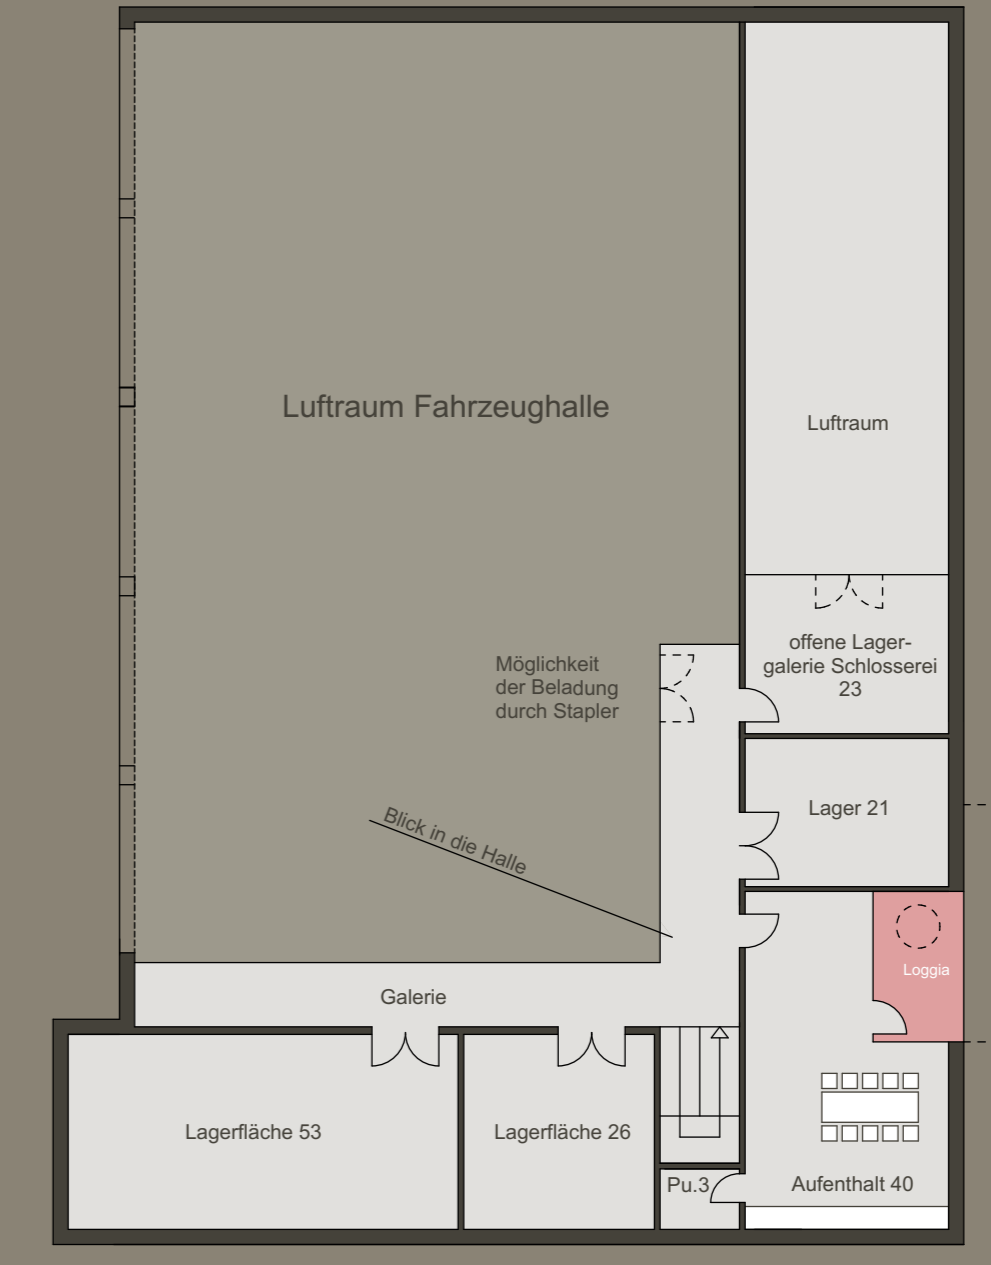 Luftraum Fahrzeughalle
Luftraum
offene Lager-
galerie Schlosserei
23
Möglichkeit
der Beladung
durch Stapler
Lager 21
Blick in die Halle
Loggia
Galerie
Lagerfläche 53
Lagerfläche 26
Pu.3
Aufenthalt 40